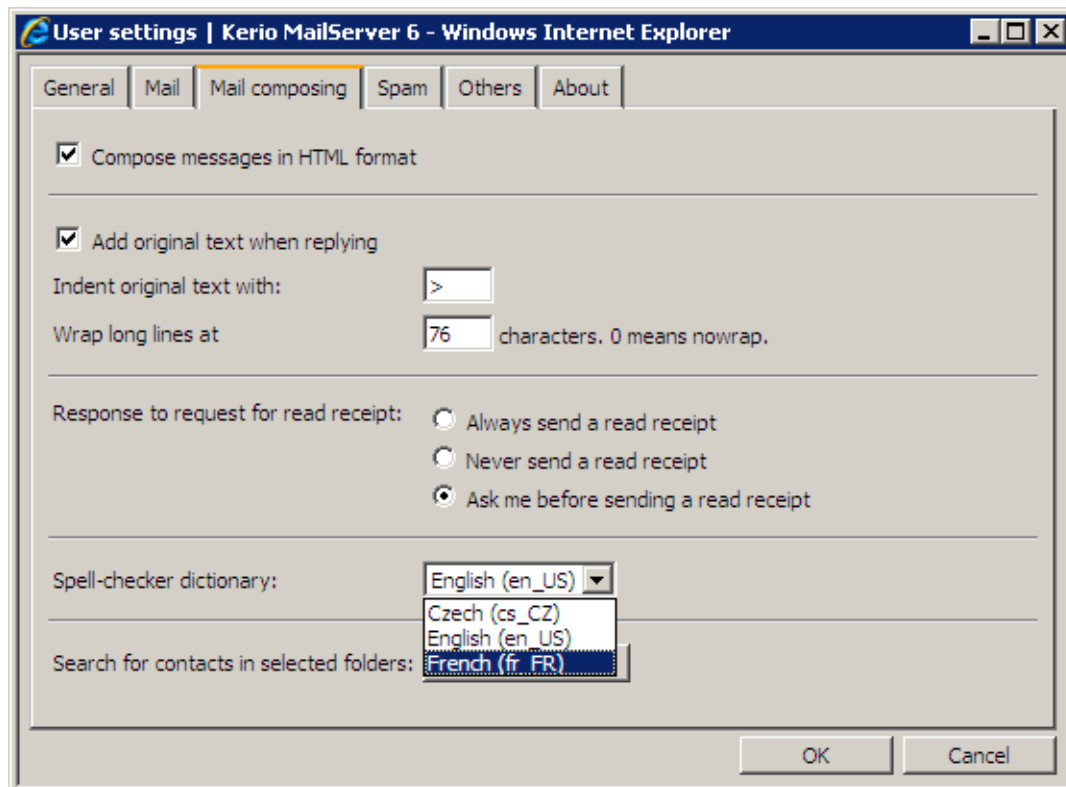 User settings | Kerio MailServer 6 - Windows Internet Explorer
General Mail Mail composing Spam Others About
Compose messages in HTML format
Add original text when replying
Indent original text with: >
Wrap long lines at 76 characters. 0 means nowrap.
Response to request for read receipt: Always send a read receipt
Never send a read receipt
Ask me before sending a read receipt
Spell-checker dictionary: English (en_US)
Czech (cs_CZ)
English (en_US)
Search for contacts in selected folders: French (fr_FR)
OK Cancel